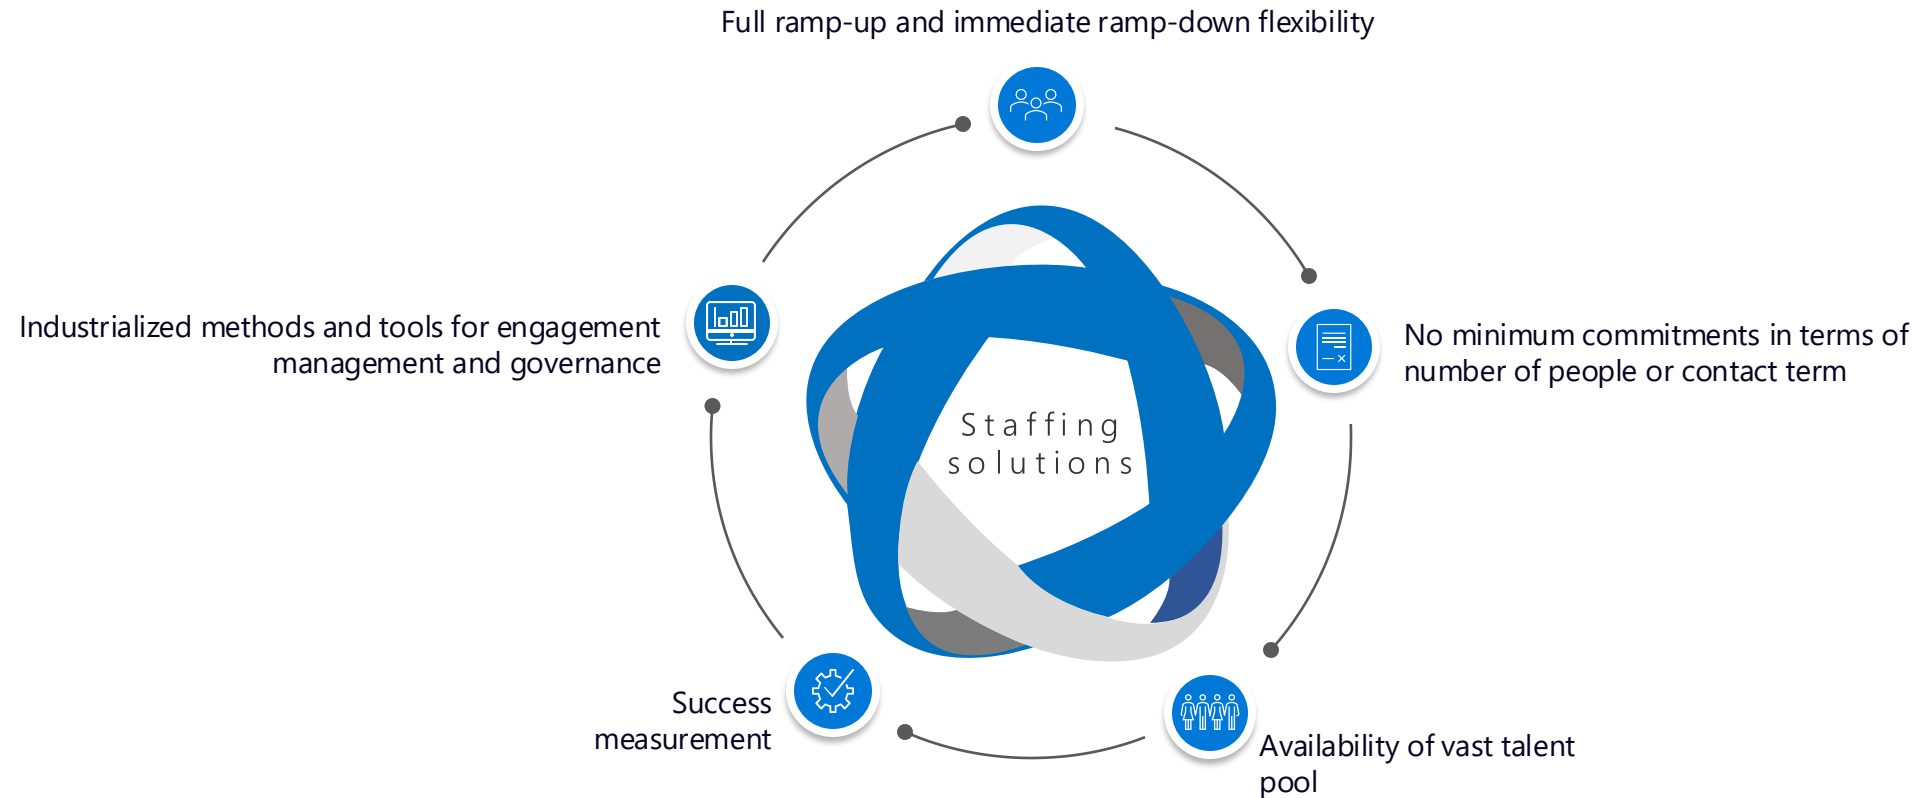 Full ramp-up and immediate ramp-down flexibility
Industrialized methods and tools for engagement
management and governance
No minimum commitments in terms of
number of people or contact term
Staffing
solutions
Success
measurement
Availability of vast talent
pool